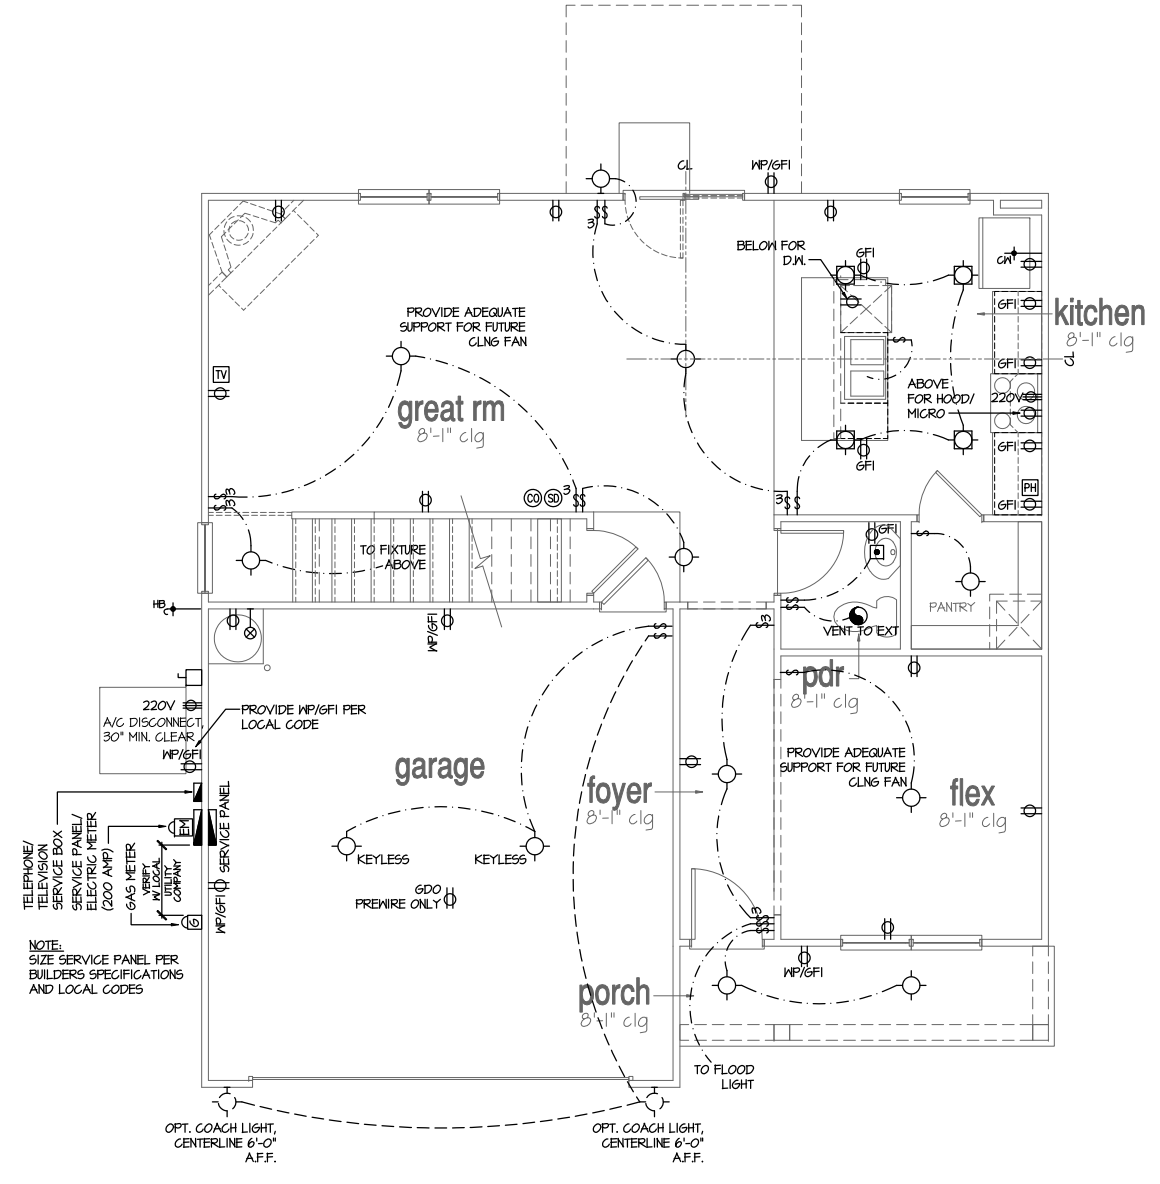 CL
WP/GFI
3
BELOW FOR
D.W.
GFI
CW
GFI
kitchen
8'-1" clg
PROVIDE ADEQUATE
SUPPORT FOR FUTURE
CLNG FAN
GFI
CL
TV
ABOVE
FOR HOOD/
MICRO
220V
great rm
8'-1" clg
GFI
GFI
3
3
CO
SD
3
3
PH
GFI
GFI
TO FIXTURE
ABOVE
HB
WP/GFI
3
PANTRY
VENT TO EXT
pdr
8'-1" clg
220V
A/C DISCONNECT,
30" MIN. CLEAR
WP/GFI
PROVIDE WP/GFI PER
LOCAL CODE
garage
foyer
8'-1" clg
PROVIDE ADEQUATE
SUPPORT FOR FUTURE
CLNG FAN
flex
8'-1" clg
TELEPHONE/
TELEVISION
SERVICE BOX
SERVICE PANEL/
ELECTRIC METER
(200 AMP)
GAS METER
VERIFY
W/ LOCAL
UTILITY
COMPANY
EM
G
SERVICE PANEL
WP/GFI
KEYLESS
KEYLESS
GDO
PREWIRE ONLY
3
NOTE:
SIZE SERVICE PANEL PER
BUILDERS SPECIFICATIONS
AND LOCAL CODES
WP/GFI
porch
8'-1" clg
TO FLOOD
LIGHT
OPT. COACH LIGHT,
CENTERLINE 6'-0"
A.F.F.
OPT. COACH LIGHT,
CENTERLINE 6'-0"
A.F.F.